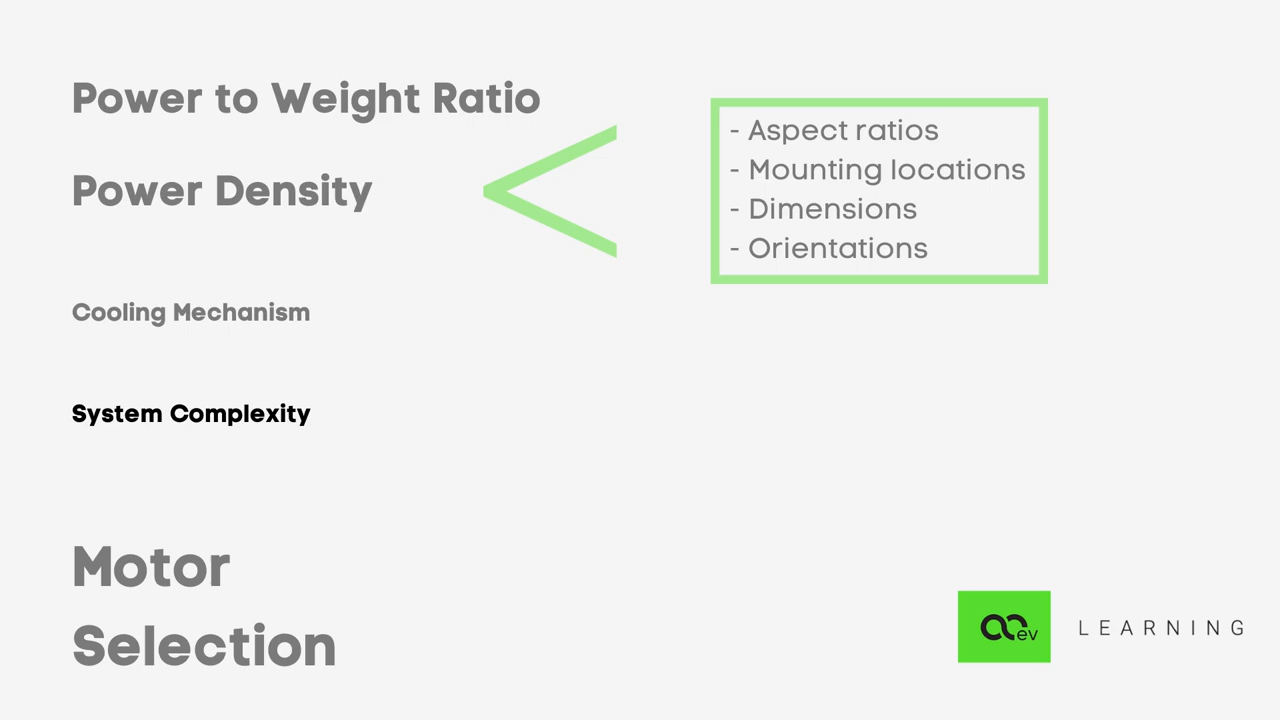 Power to Weight Ratio
Power Density
- Aspect ratios
- Mounting locations
- Dimensions
- Orientations
Cooling Mechanism
System Complexity
Motor
Selection
ev
LEARNING